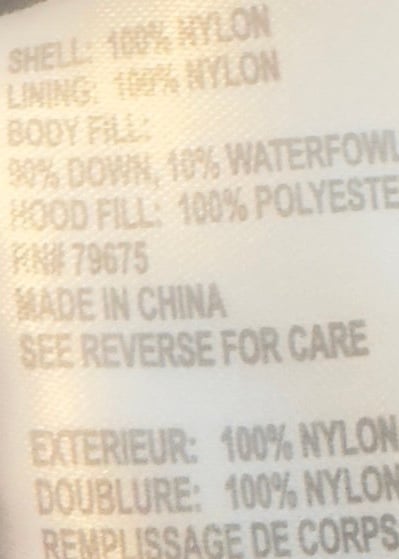 SHELL: 100% NYLON
LINING: 100% NYLON
BODY FILL:
90% DOWN, 10% WATERFOWL
HOOD FILL: 100% POLYESTE
RN# 79675
MADE IN CHINA
SEE REVERSE FOR CARE
EXTERIEUR: 100% NYLON
DOUBLURE: 100% NYLON
REMPLISSAGE DE CORPS